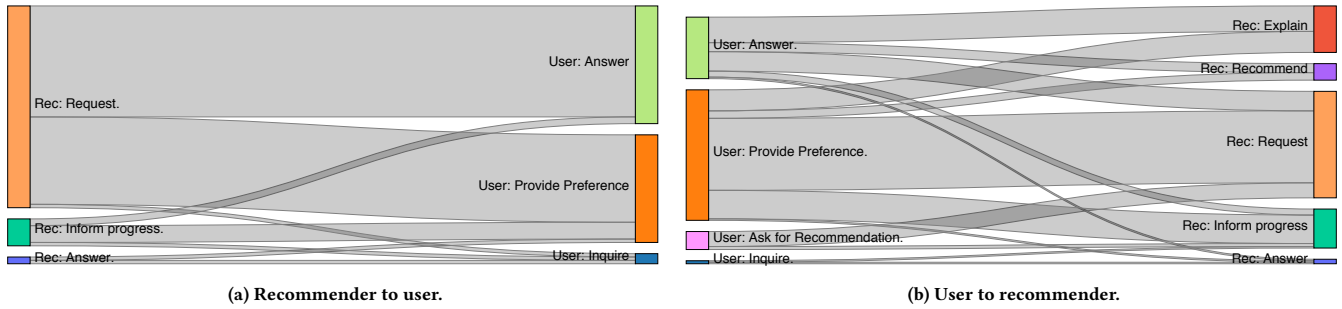 Rec: Request.
Rec: Inform progress.
Rec: Answer.
User: Answer
User: Provide Preference
User: Inquire
(a) Recommender to user.
User: Answer.
User: Provide Preference.
User: Ask for Recommendation.
User: Inquire.
Rec: Explain
Rec: Recommend
Rec: Request
Rec: Inform progress
Rec: Answer
(b) User to recommender.